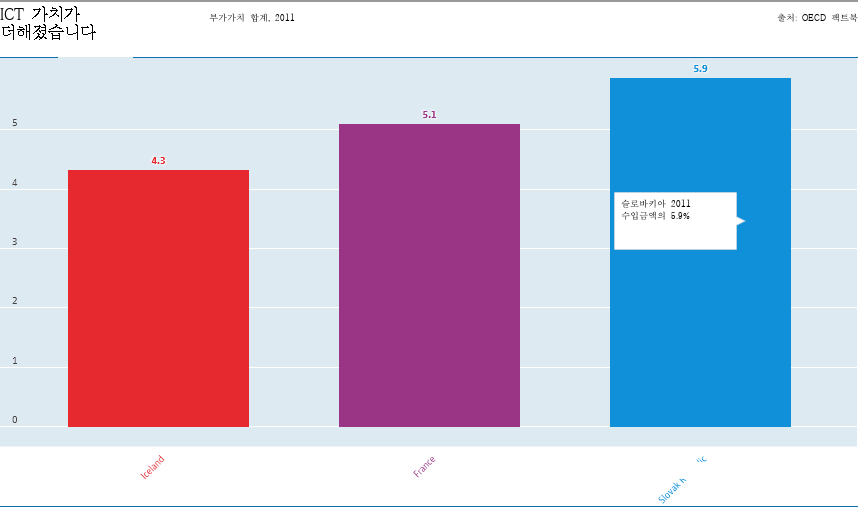 ICT 가치가
더해졌습니다
부가가치 합계, 2011
출처: OECD 팩트북
5.9
5.1
4.3
5
4
3
2
1
0
슬로바키아 2011
수입금액의 5.9%
Iceland
France
Slovak